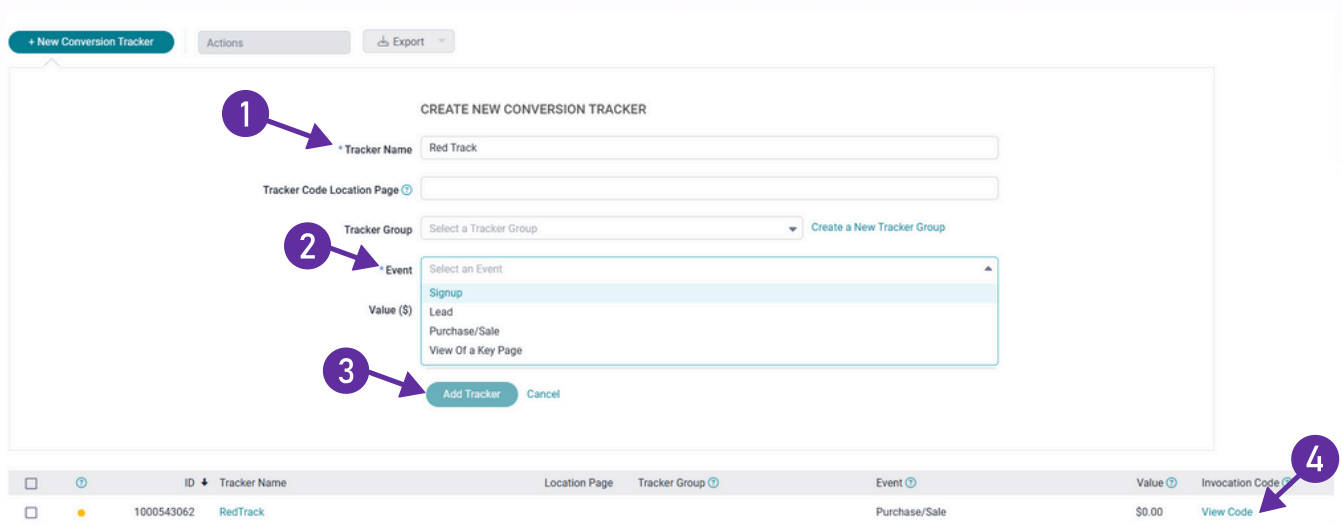 + New Conversion Tracker Actions Export
CREATE NEW CONVERSION TRACKER
1
* Tracker Name Red Track
Tracker Code Location Page ?
Tracker Group Select a Tracker Group Create a New Tracker Group
2
* Event Select an Event
Signup
Value ($) Lead
Purchase/Sale
View Of a Key Page
3
Add Tracker Cancel
4
? ID Tracker Name Location Page Tracker Group ? Event ? Value ? Invocation Code ?
1000543062 RedTrack Purchase/Sale $0.00 View Code